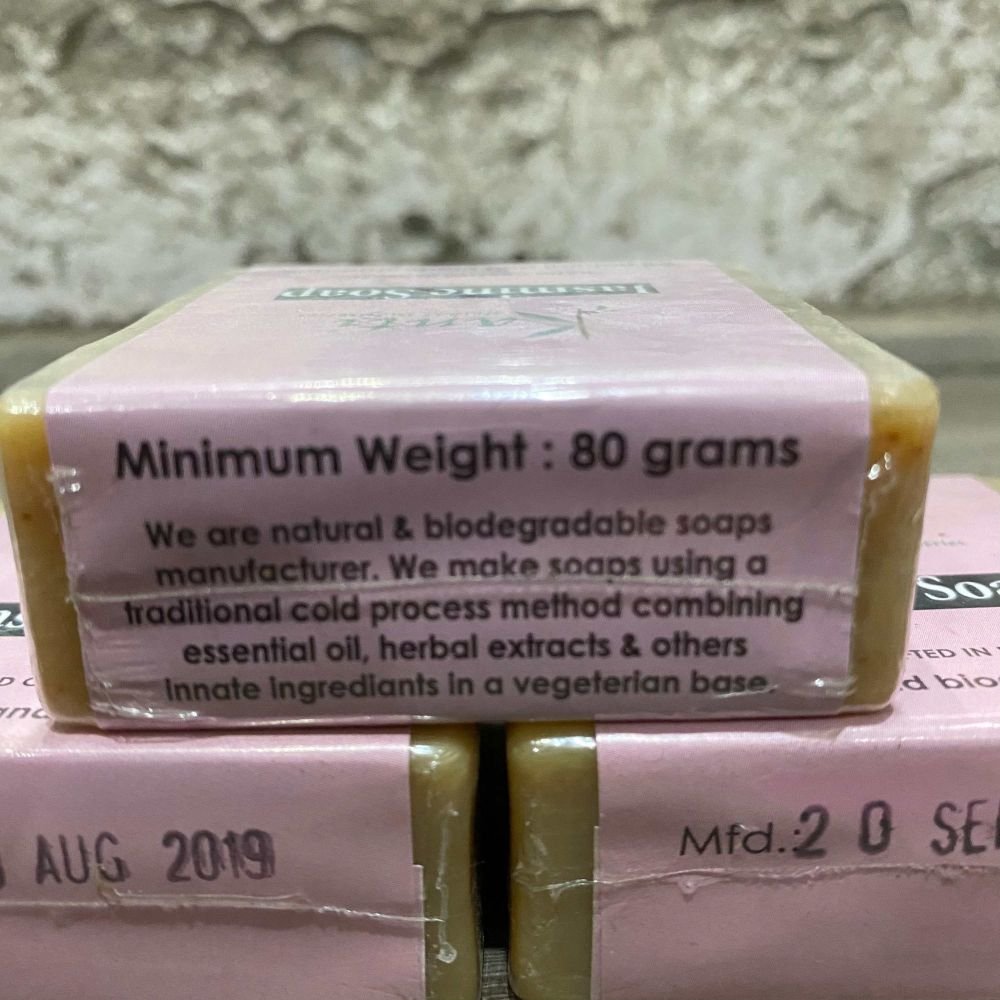 Jasmine Soap
Kanti
Minimum Weight : 80 grams
We are natural & biodegradable soaps
manufacturer. We make soaps using a
traditional cold process method combining
essential oil, herbal extracts & others
innate ingrediants in a vegeterian base.
AUG 2019
Mfd.:20